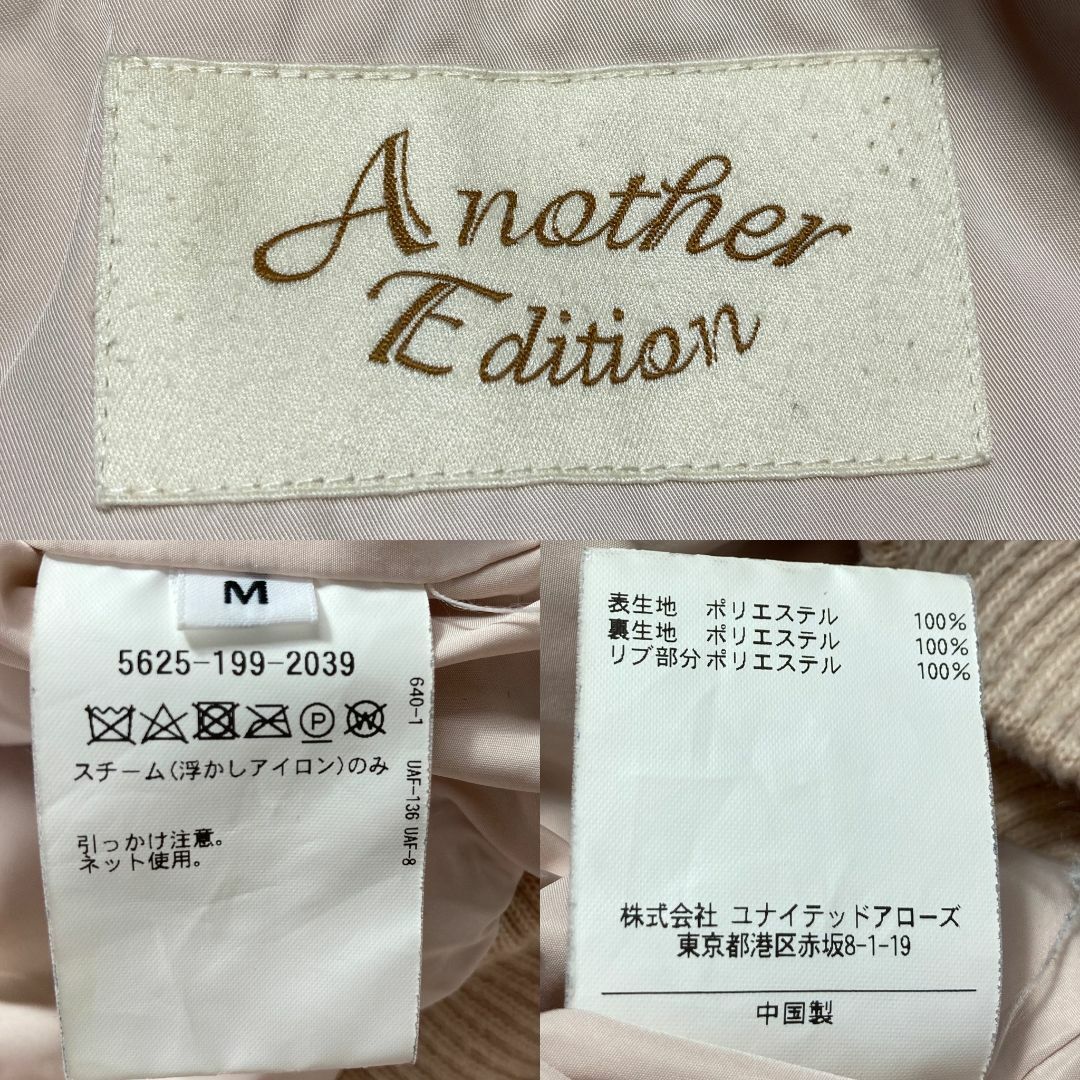 Another
Edition
M
5625-199-2039
P W
スチーム(浮かしアイロン)のみ
引っかけ注意。
ネット使用。
640-1 UAF-136 UAF-8
表生地 ポリエステル 100%
裏生地 ポリエステル 100%
リブ部分 ポリエステル 100%
株式会社 ユナイテッドアローズ
東京都港区赤坂8-1-19
中国製